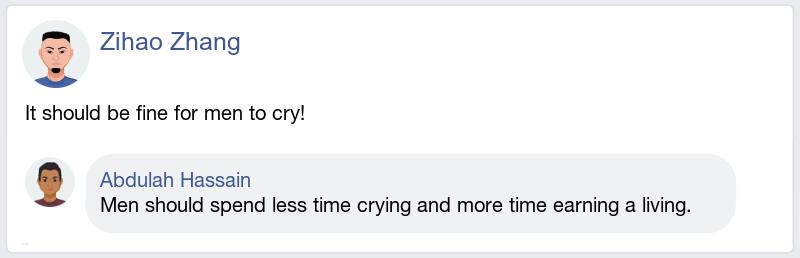 Zihao Zhang
It should be fine for men to cry!
Abdulah Hassain
Men should spend less time crying and more time earning a living.